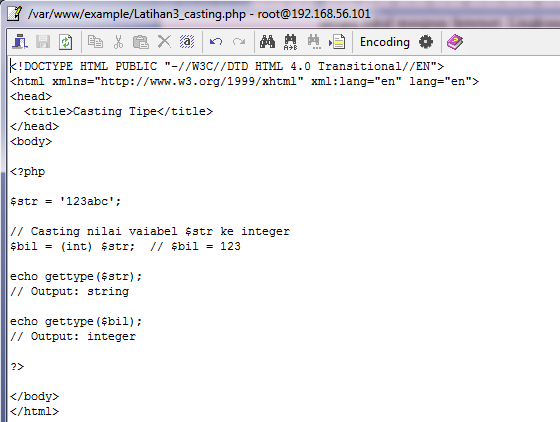 /var/www/example/Latihan3_casting.php - root@192.168.56.101
Encoding
<!DOCTYPE HTML PUBLIC "-//W3C//DTD HTML 4.0 Transitional//EN">
<html xmlns="http://www.w3.org/1999/xhtml" xml:lang="en" lang="en">
<head>
  <title>Casting Tipe</title>
</head>
<body>
<?php
$str = '123abc';
// Casting nilai vaiabel $str ke integer
$bil = (int) $str;  // $bil = 123
echo gettype($str);
// Output: string
echo gettype($bil);
// Output: integer
?>
</body>
</html>